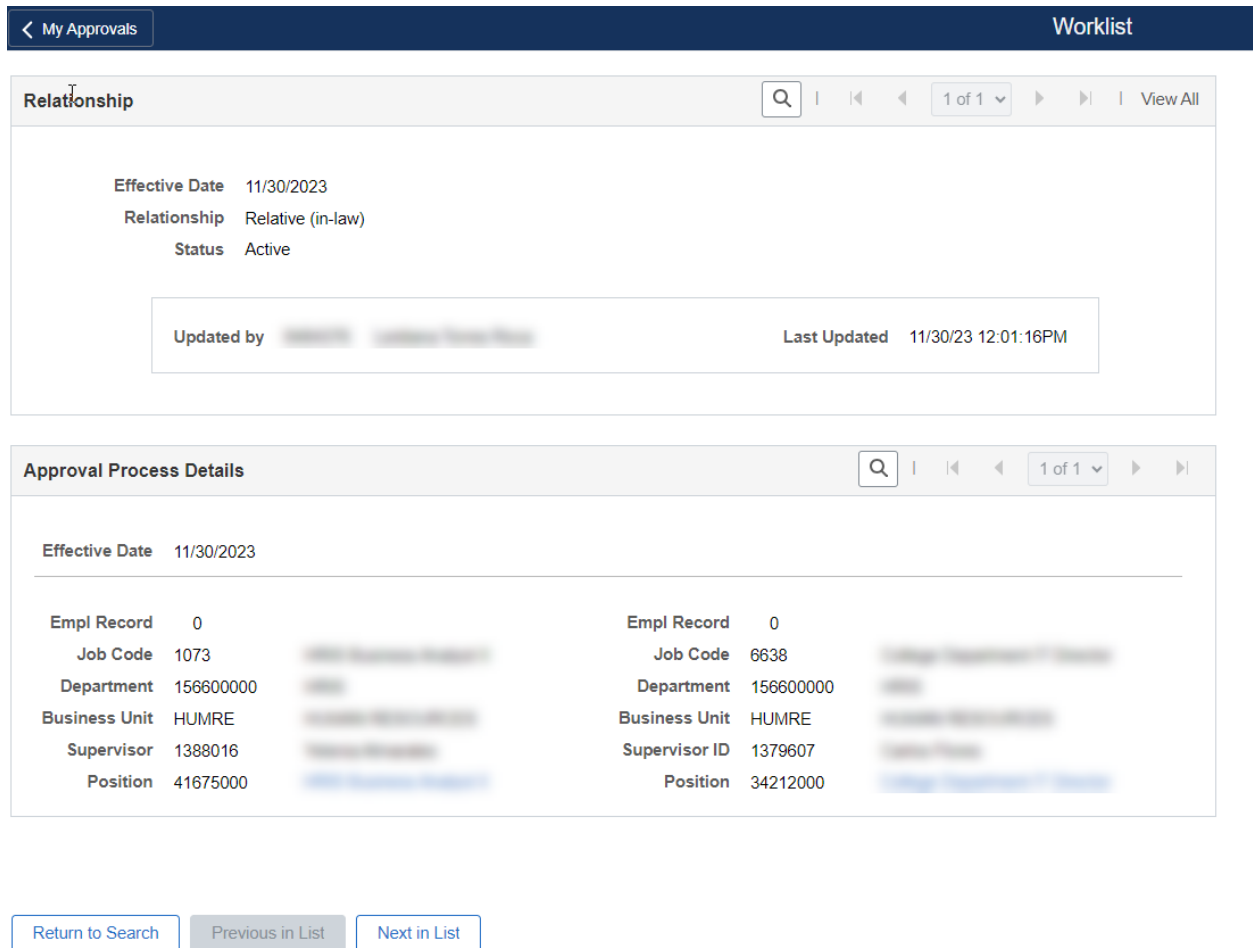 My Approvals Worklist
Relationship 1 of 1 View All
Effective Date 11/30/2023
Relationship Relative (in-law)
Status Active
Updated by Last Updated 11/30/23 12:01:16PM
Approval Process Details 1 of 1
Effective Date 11/30/2023
Empl Record 0 Empl Record 0
Job Code 1073 Job Code 6638
Department 156600000 Department 156600000
Business Unit HUMRE Business Unit HUMRE
Supervisor 1388016 Supervisor ID 1379607
Position 41675000 Position 34212000
Return to Search Previous in List Next in List